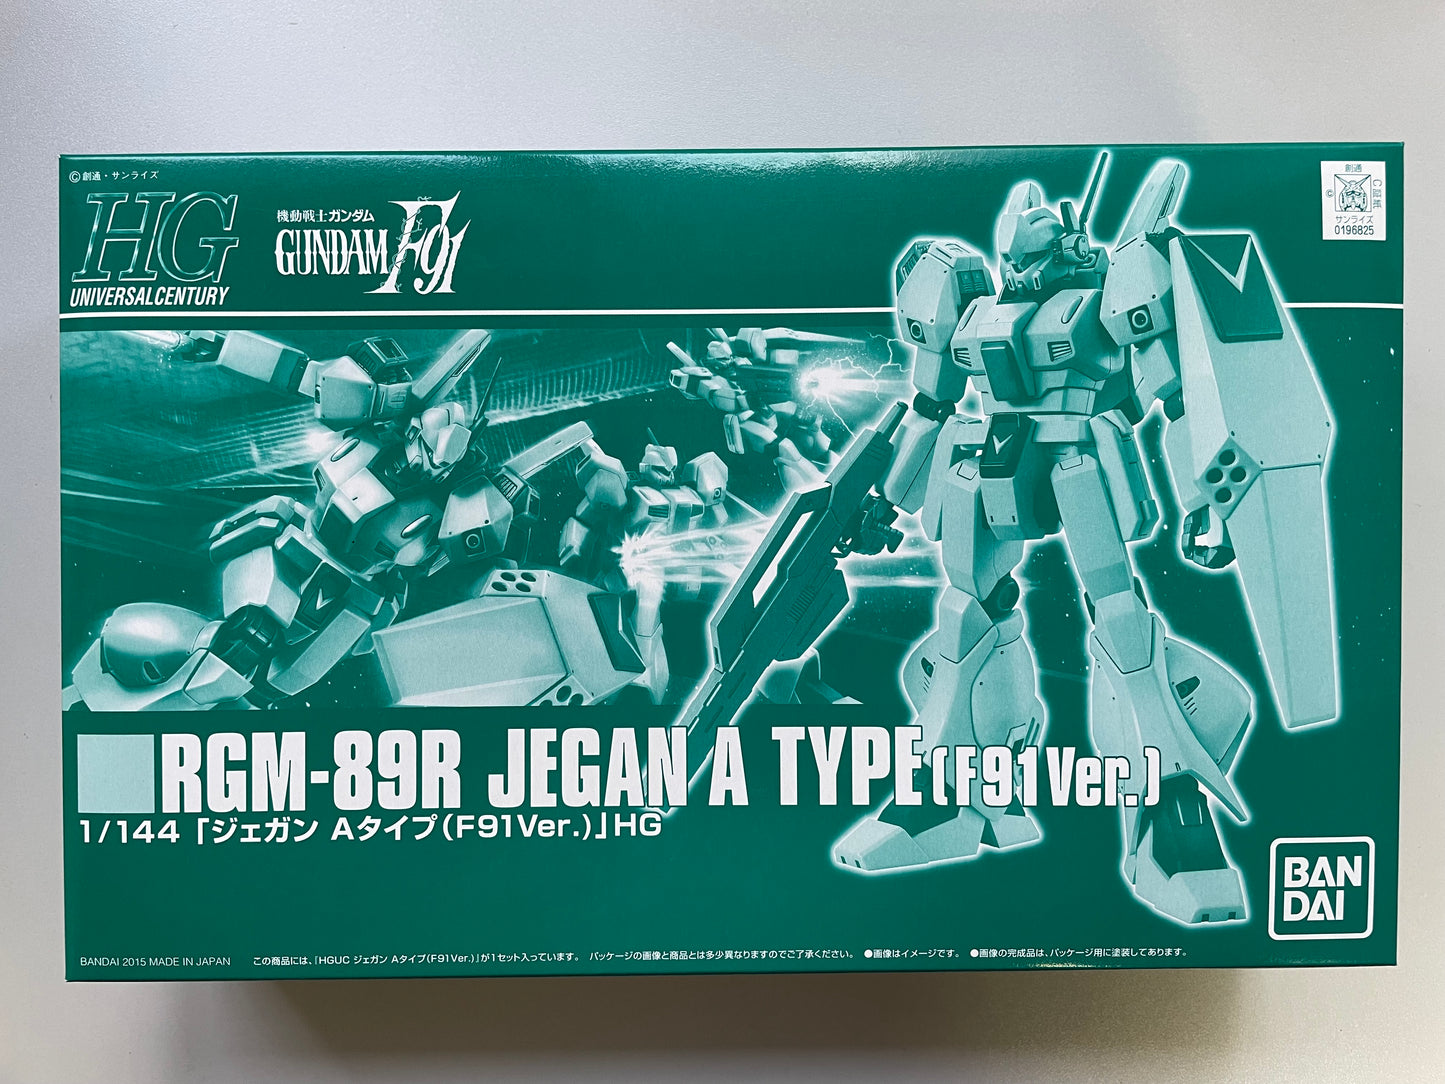 ©創通・サンライズ
HG
UNIVERSAL CENTURY
機動戦士ガンダム
GUNDAM F91
創通
©
サンライズ
0196825
C証紙
RGM-89R JEGAN A TYPE(F91Ver.)
1/144「ジェガン Aタイプ(F91Ver.)」HG
BAN
DAI
BANDAI 2015 MADE IN JAPAN
この商品には、「HGUC ジェガン Aタイプ(F91Ver.)」が1セット入っています。 パッケージの画像と商品とは多少異なりますのでご了承ください。 ●画像はイメージです。 ●画像の完成品は、パッケージ用に塗装してあります。